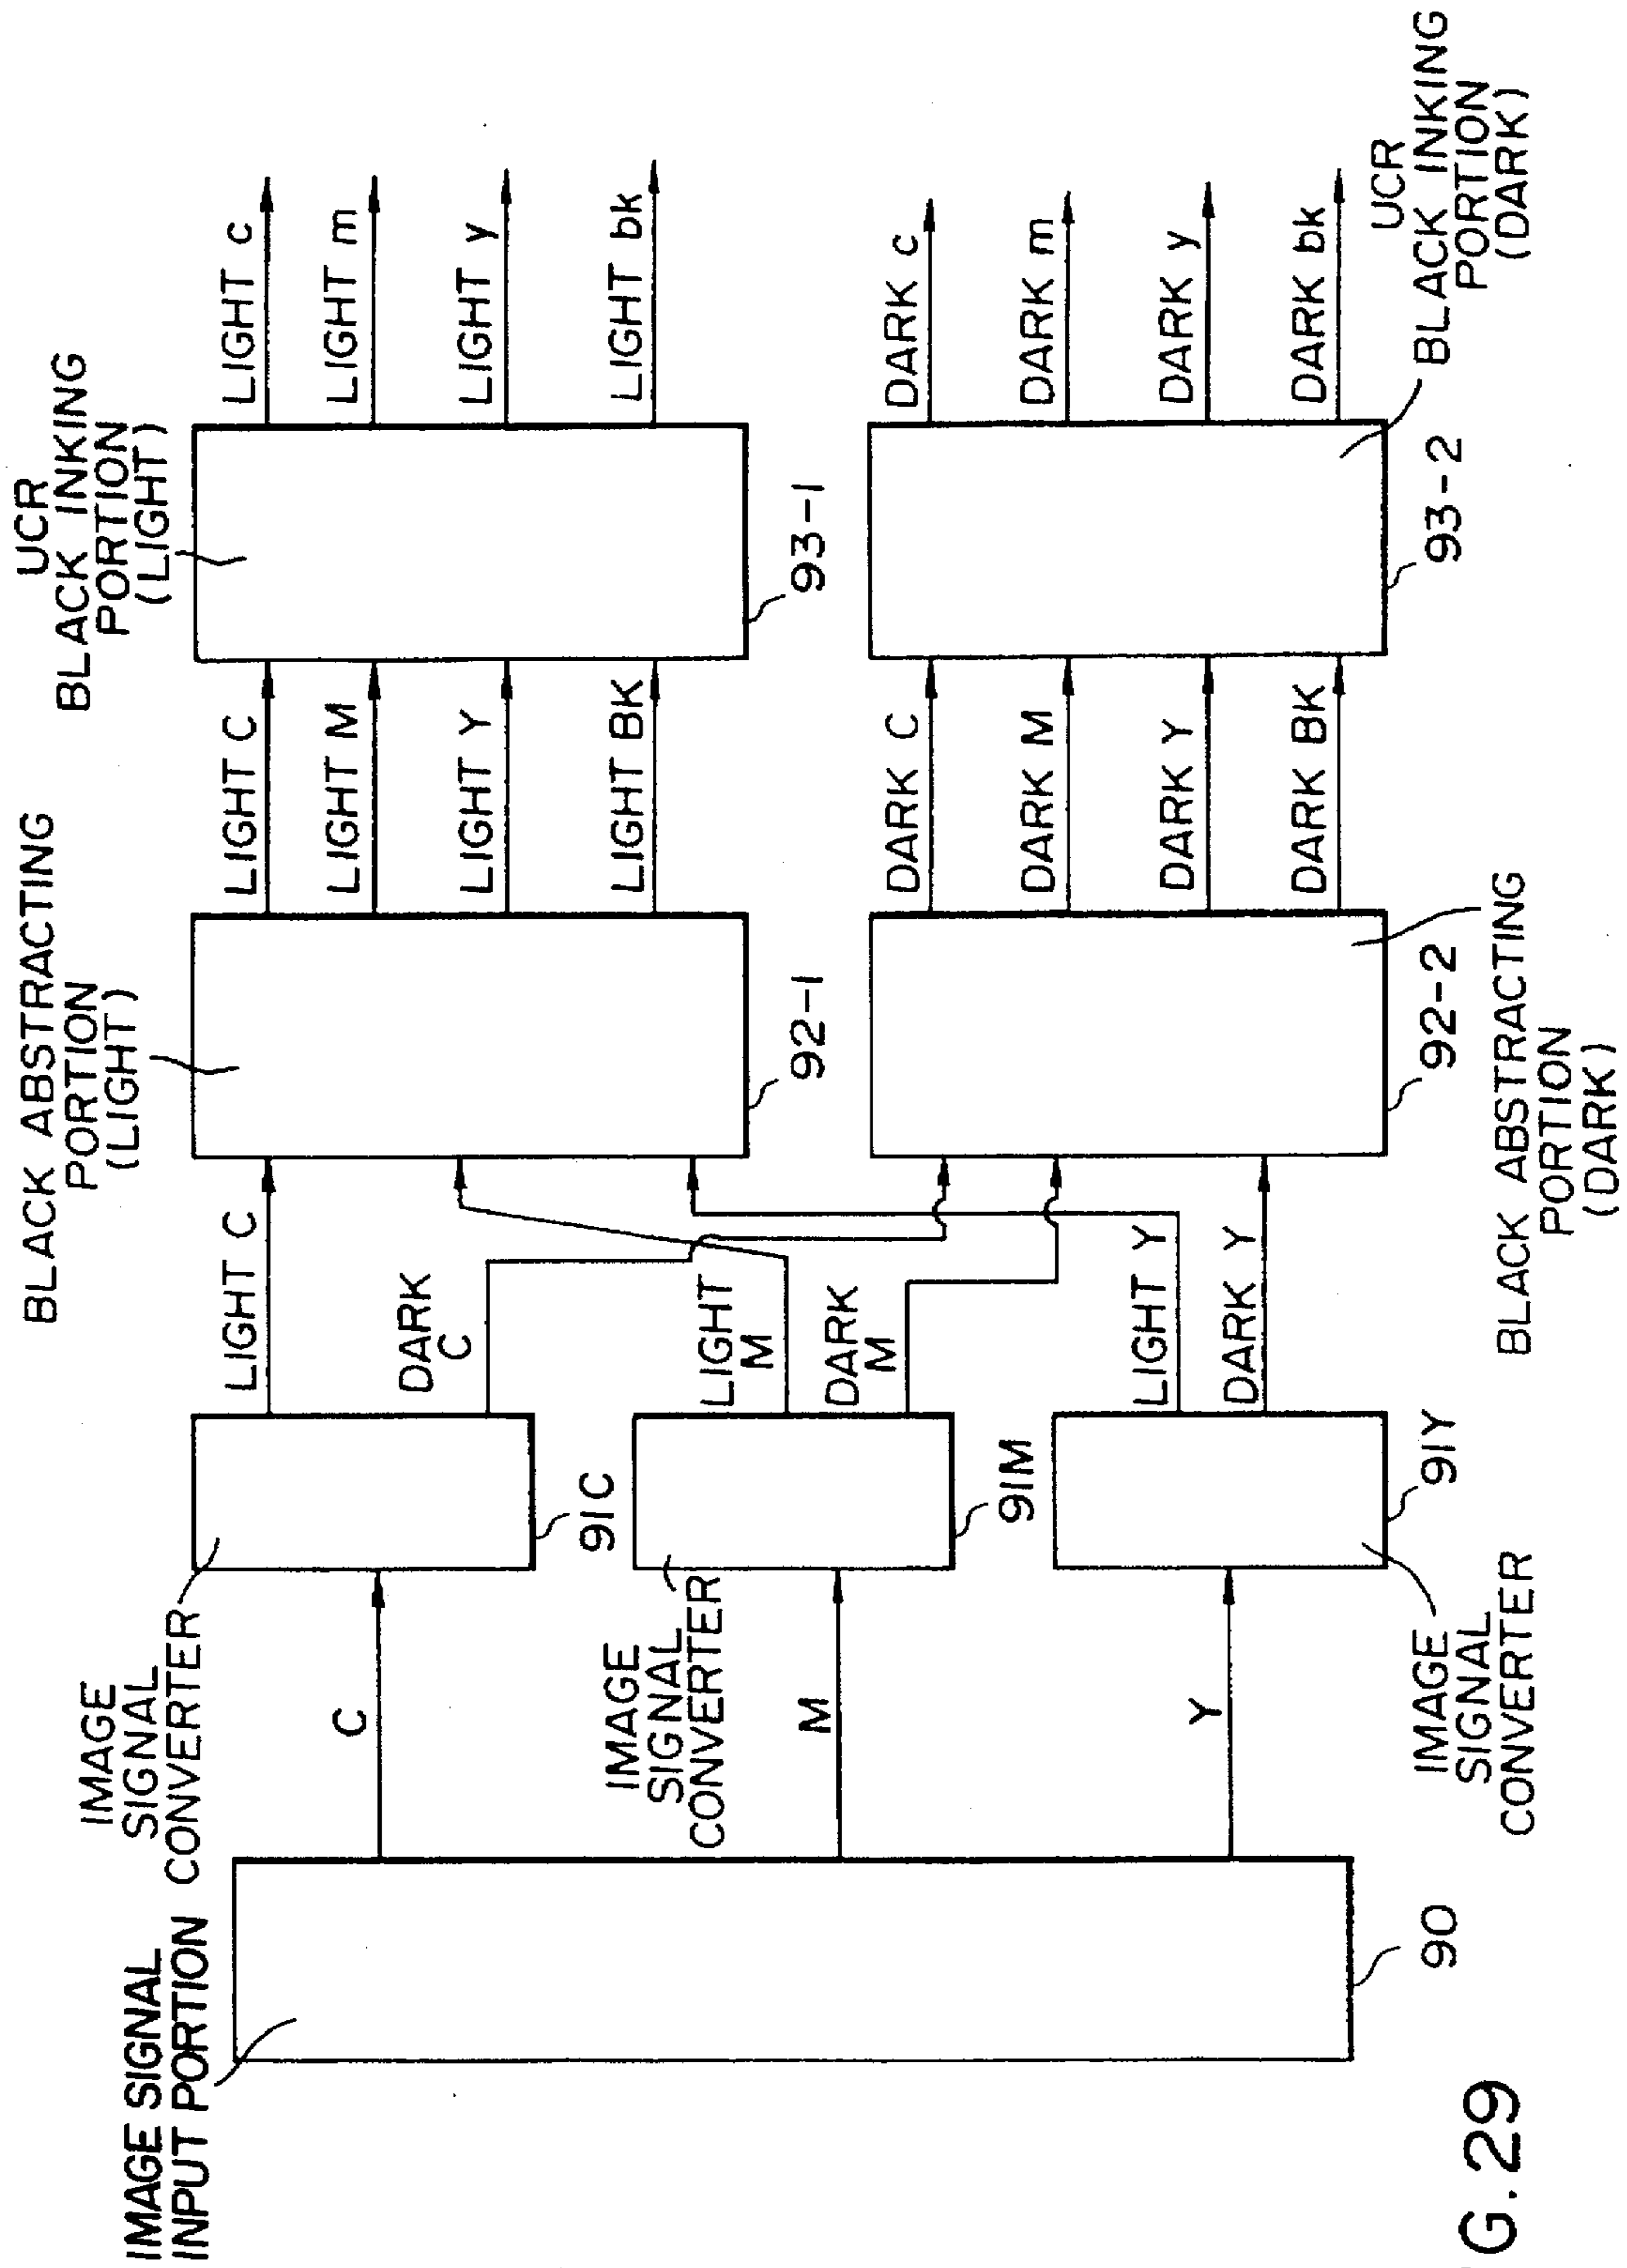 IMAGE SIGNAL
INPUT PORTION
90
C
M
Y
IMAGE
SIGNAL
CONVERTER
91C
IMAGE
SIGNAL
CONVERTER
91M
IMAGE
SIGNAL
CONVERTER
91Y
LIGHT C
DARK
C
LIGHT
M
DARK
M
LIGHT Y
DARK Y
BLACK ABSTRACTING
PORTION
(LIGHT)
92-1
BLACK ABSTRACTING
PORTION
(DARK)
92-2
LIGHT C
LIGHT M
LIGHT Y
LIGHT BK
DARK C
DARK M
DARK Y
DARK BK
UCR
BLACK INKING
PORTION
(LIGHT)
93-1
UCR
BLACK INKING
PORTION
(DARK)
93-2
LIGHT c
LIGHT m
LIGHT y
LIGHT bk
DARK c
DARK m
DARK y
DARK bk
G. 29